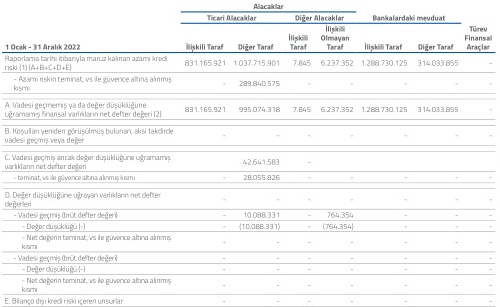 Alacaklar
Ticari Alacaklar Diğer Alacaklar Bankalardaki mevduat
1 Ocak - 31 Aralık 2022 İlişkili Taraf Diğer Taraf İlişkili Taraf İlişkili Olmayan Taraf İlişkili Taraf Diğer Taraf Türev Finansal Araçlar
Raporlama tarihi itibarıyla maruz kalınan azami kredi riski (1) (A+B+C+D+E) 831.165.921 1.037.715.901 7.845 6.237.352 1.288.730.125 314.033.855 -
- Azami riskin teminat, vs ile güvence altına alınmış kısmı - 289.840.575 - - - - -
A. Vadesi geçmemiş ya da değer düşüklüğüne uğramamış finansal varlıkların net defter değeri (2) 831.165.921 995.074.318 7.845 6.237.352 1.288.730.125 314.033.855 -
B. Koşulları yeniden görüşülmüş bulunan, aksi takdirde vadesi geçmiş veya değer - - - - - - -
C. Vadesi geçmiş ancak değer düşüklüğüne uğramamış varlıkların net defter değeri 42.641.583 -
- teminat, vs ile güvence altına alınmış kısmı - 28.055.826 - - - - -
D. Değer düşüklüğüne uğrayan varlıkların net defter değerleri - - - - - - -
- Vadesi geçmiş (brüt defter değeri) - 10.088.331 - 764.354 - - -
- Değer düşüklüğü (-) - (10.088.331) - (764.354) - - -
- Net değerin teminat, vs ile güvence altına alınmış kısmı - - - - - - -
- Vadesi geçmiş (brüt defter değeri) - - - - - - -
- Değer düşüklüğü (-) - - - - - - -
- Net değerin teminat, vs ile güvence altına alınmış kısmı - - - - - - -
E. Bilanço dışı kredi riski içeren unsurlar - - - - - - -